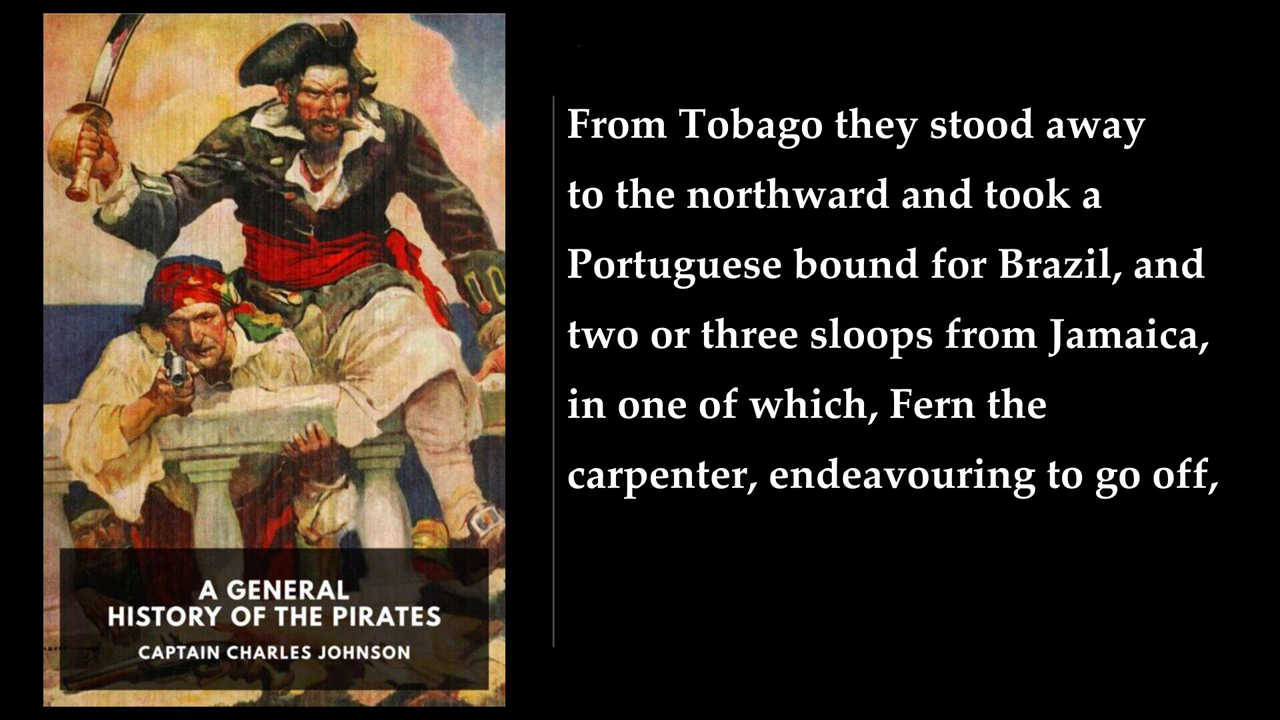 From Tobago they stood away
to the northward and took a
Portuguese bound for Brazil, and
two or three sloops from Jamaica,
in one of which, Fern the
carpenter, endeavouring to go off,
A GENERAL
HISTORY OF THE PIRATES
CAPTAIN CHARLES JOHNSON